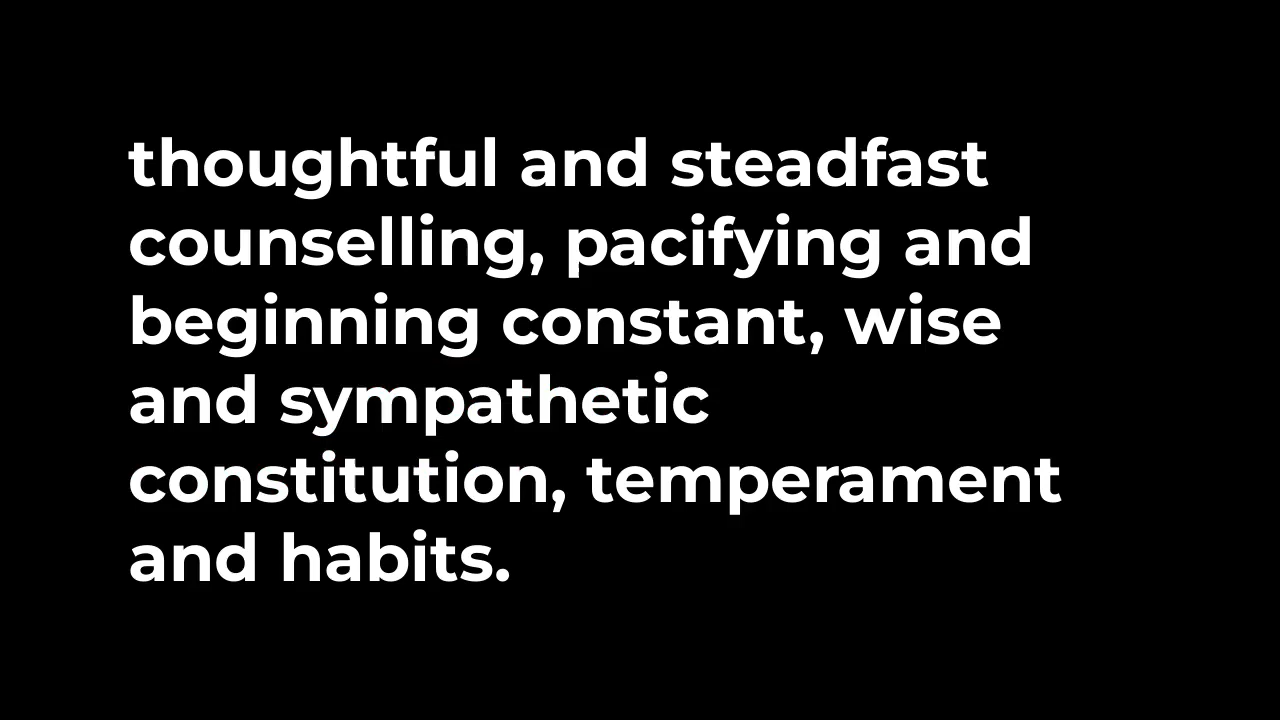 thoughtful and steadfast
counselling, pacifying and
beginning constant, wise
and sympathetic
constitution, temperament
and habits.